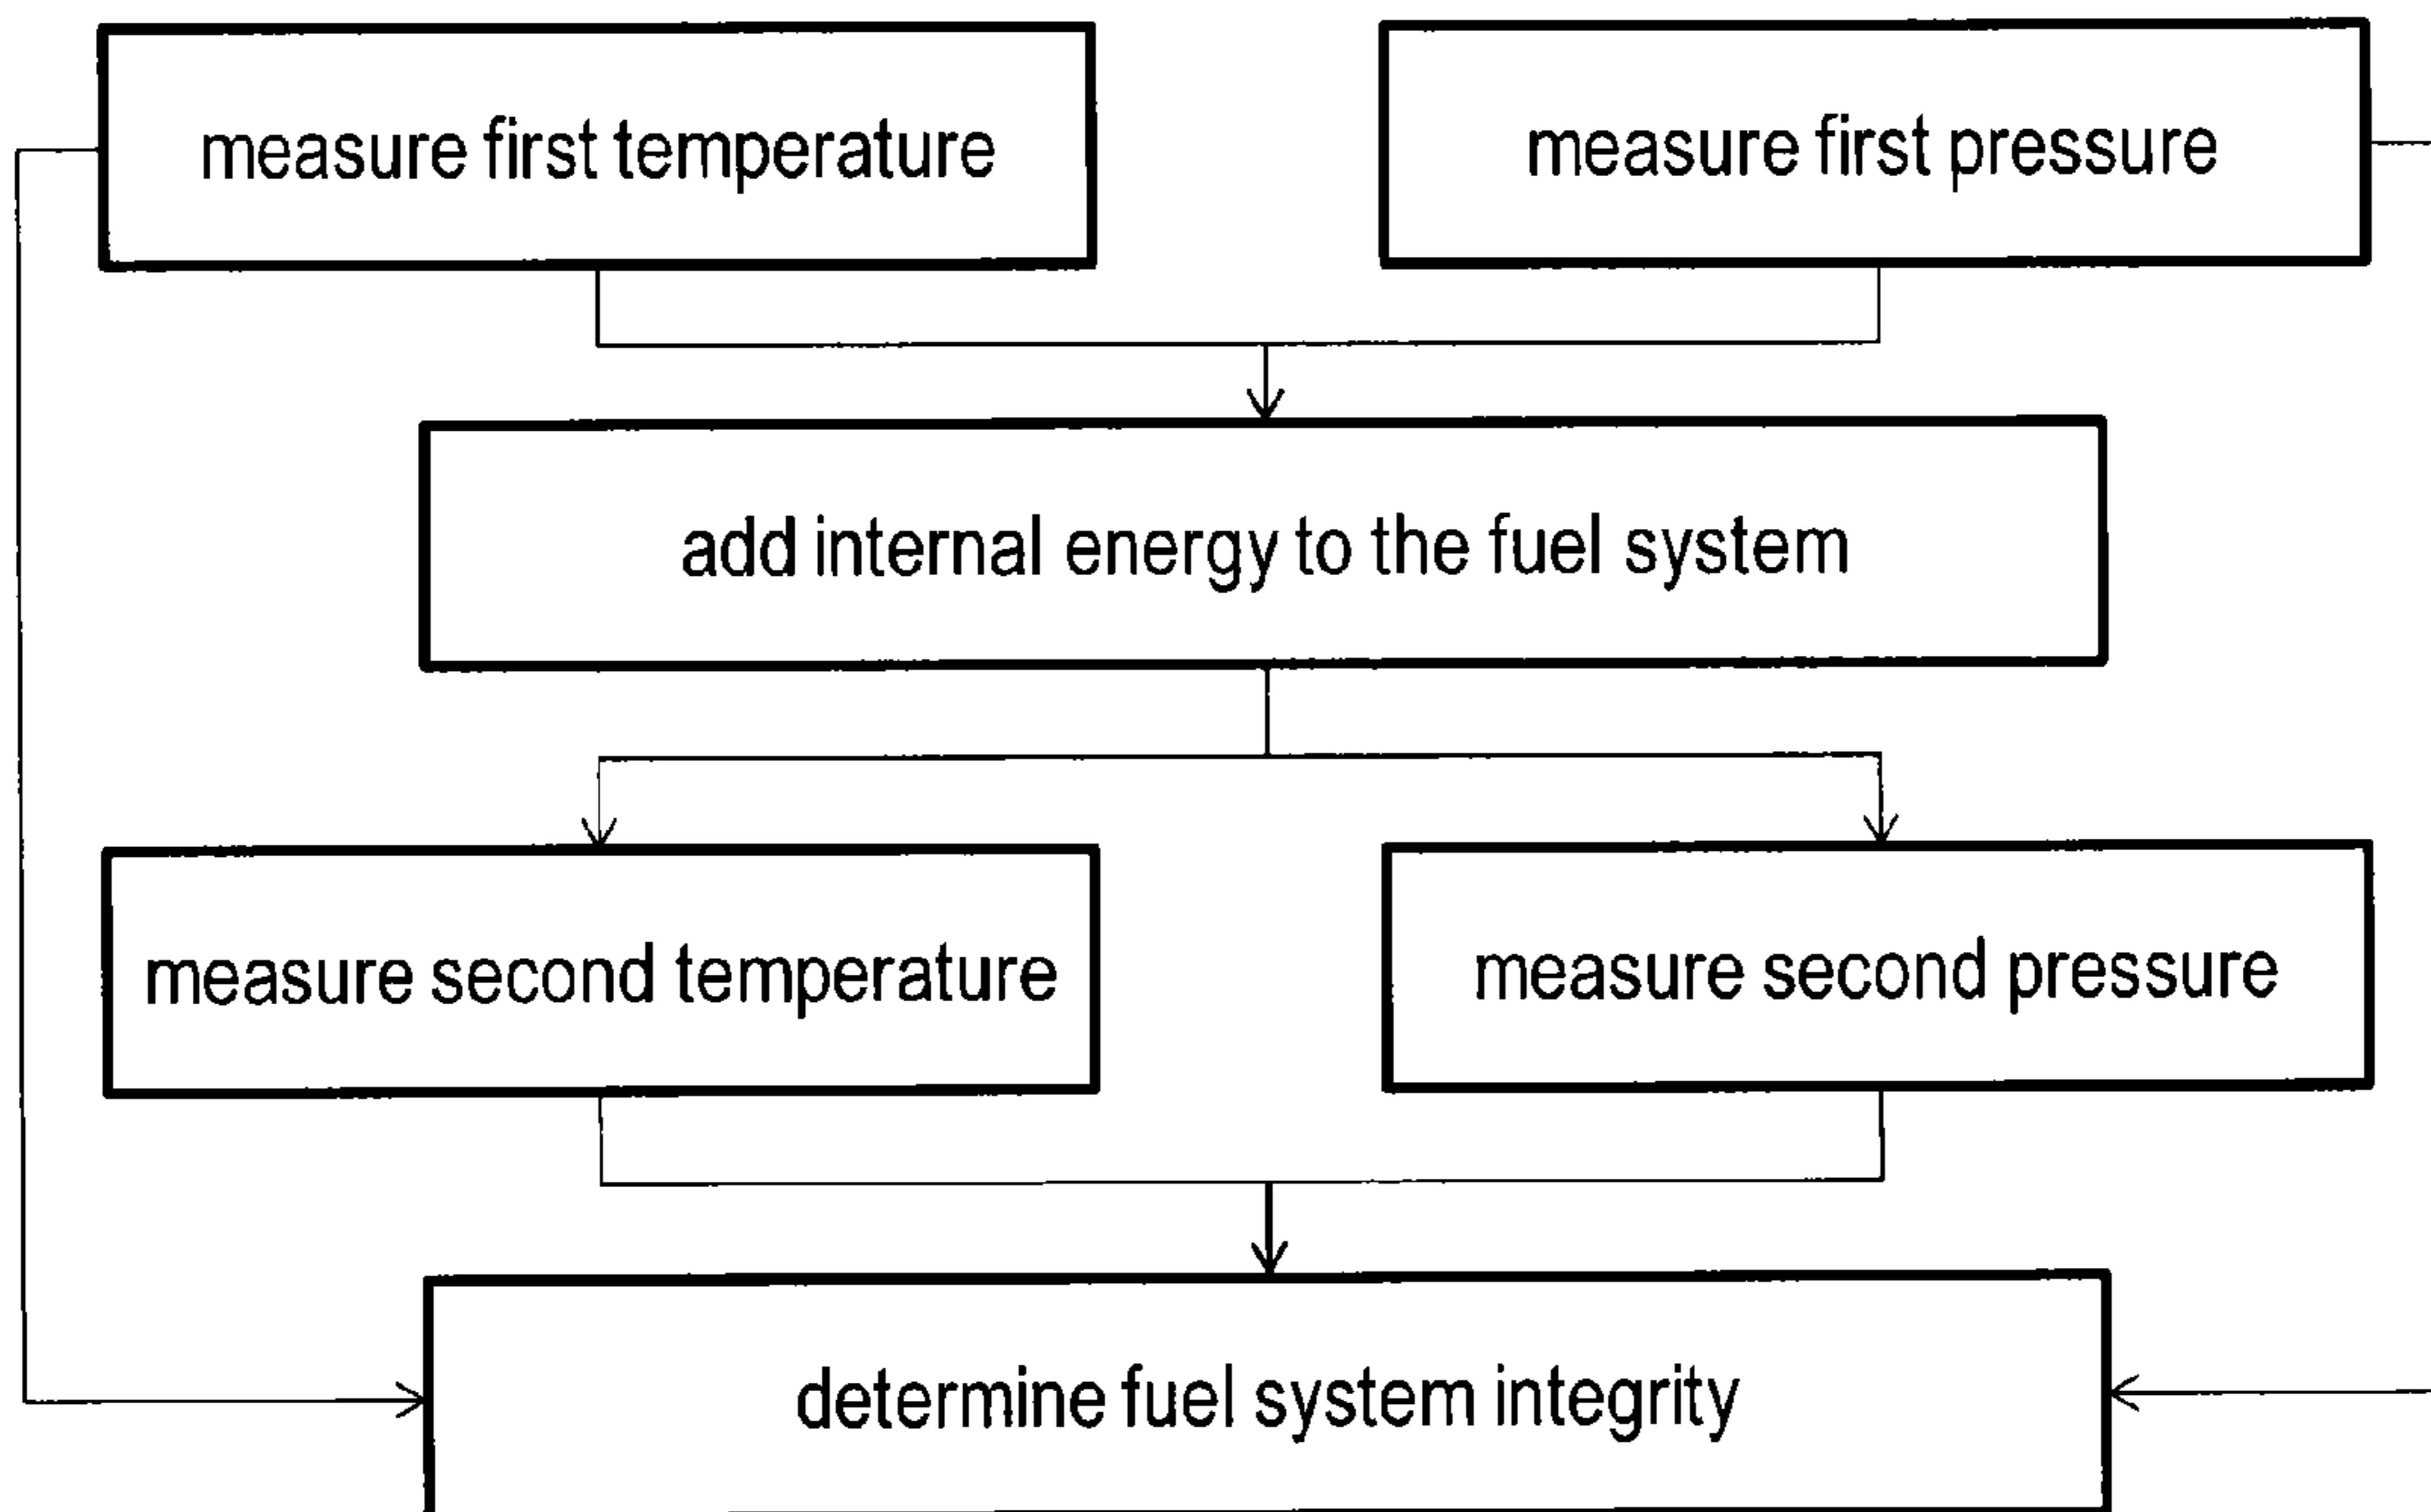 measure first temperature
measure first pressure
add internal energy to the fuel system
measure second temperature
measure second pressure
determine fuel system integrity